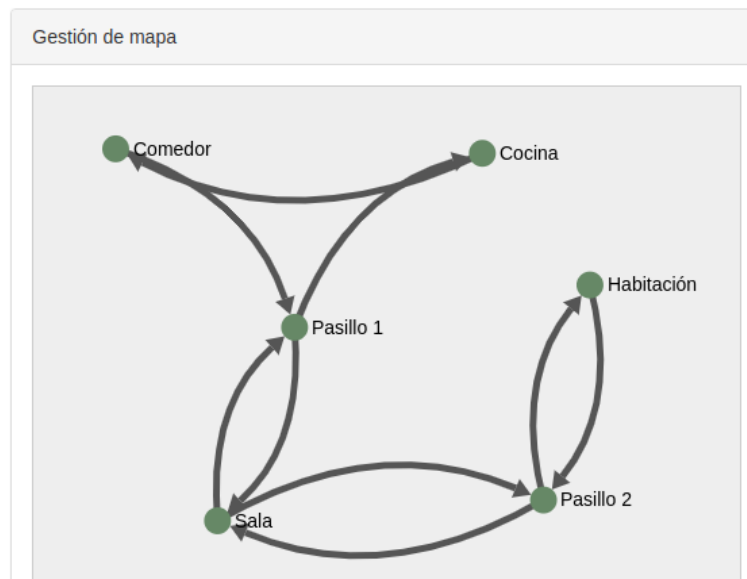 Gestión de mapa
Comedor
Cocina
Habitación
Pasillo 1
Pasillo 2
Sala